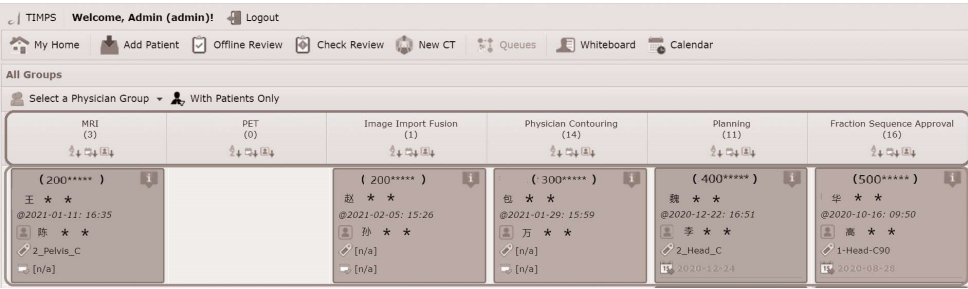 TIMPS Welcome, Admin (admin)! Logout
My Home Add Patient Offline Review Check Review New CT Queues Whiteboard Calendar
All Groups
Select a Physician Group With Patients Only
MRI PET Image Import Fusion Physician Contouring Planning Fraction Sequence Approval
(3) (0) (1) (14) (11) (16)
(200*****)
王 * *
@2021-01-11: 16:35
陈 * *
2_Pelvis_C
[n/a]
( 200***** )
赵 * *
@2021-02-05: 15:26
孙 * *
[n/a]
[n/a]
( 300***** )
包 * *
@2021-01-29: 15:59
万 * *
[n/a]
[n/a]
( 400***** )
魏 * *
@2020-12-22: 16:51
李 * *
2_Head_C
2020-12-24
(500***** )
华 * *
@2020-10-16: 09:50
高 * *
1-Head-C90
2020-08-28